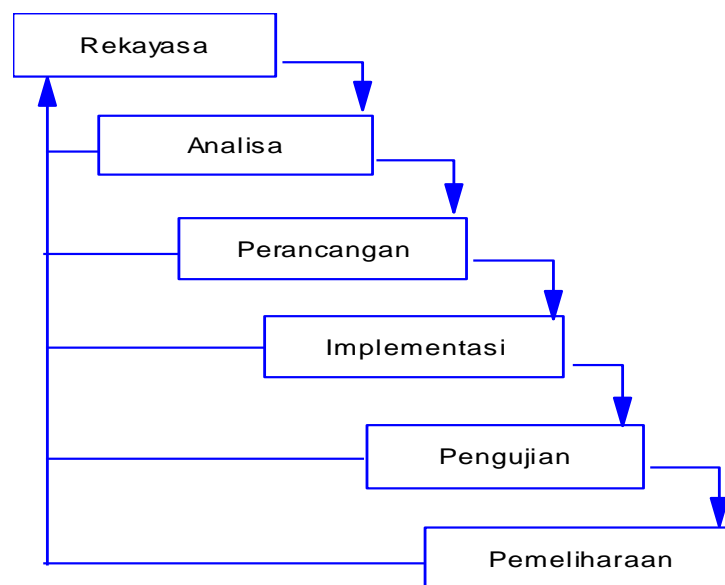 Rekayasa
Analisa
Perancangan
Implementasi
Pengujian
Pemeliharaan